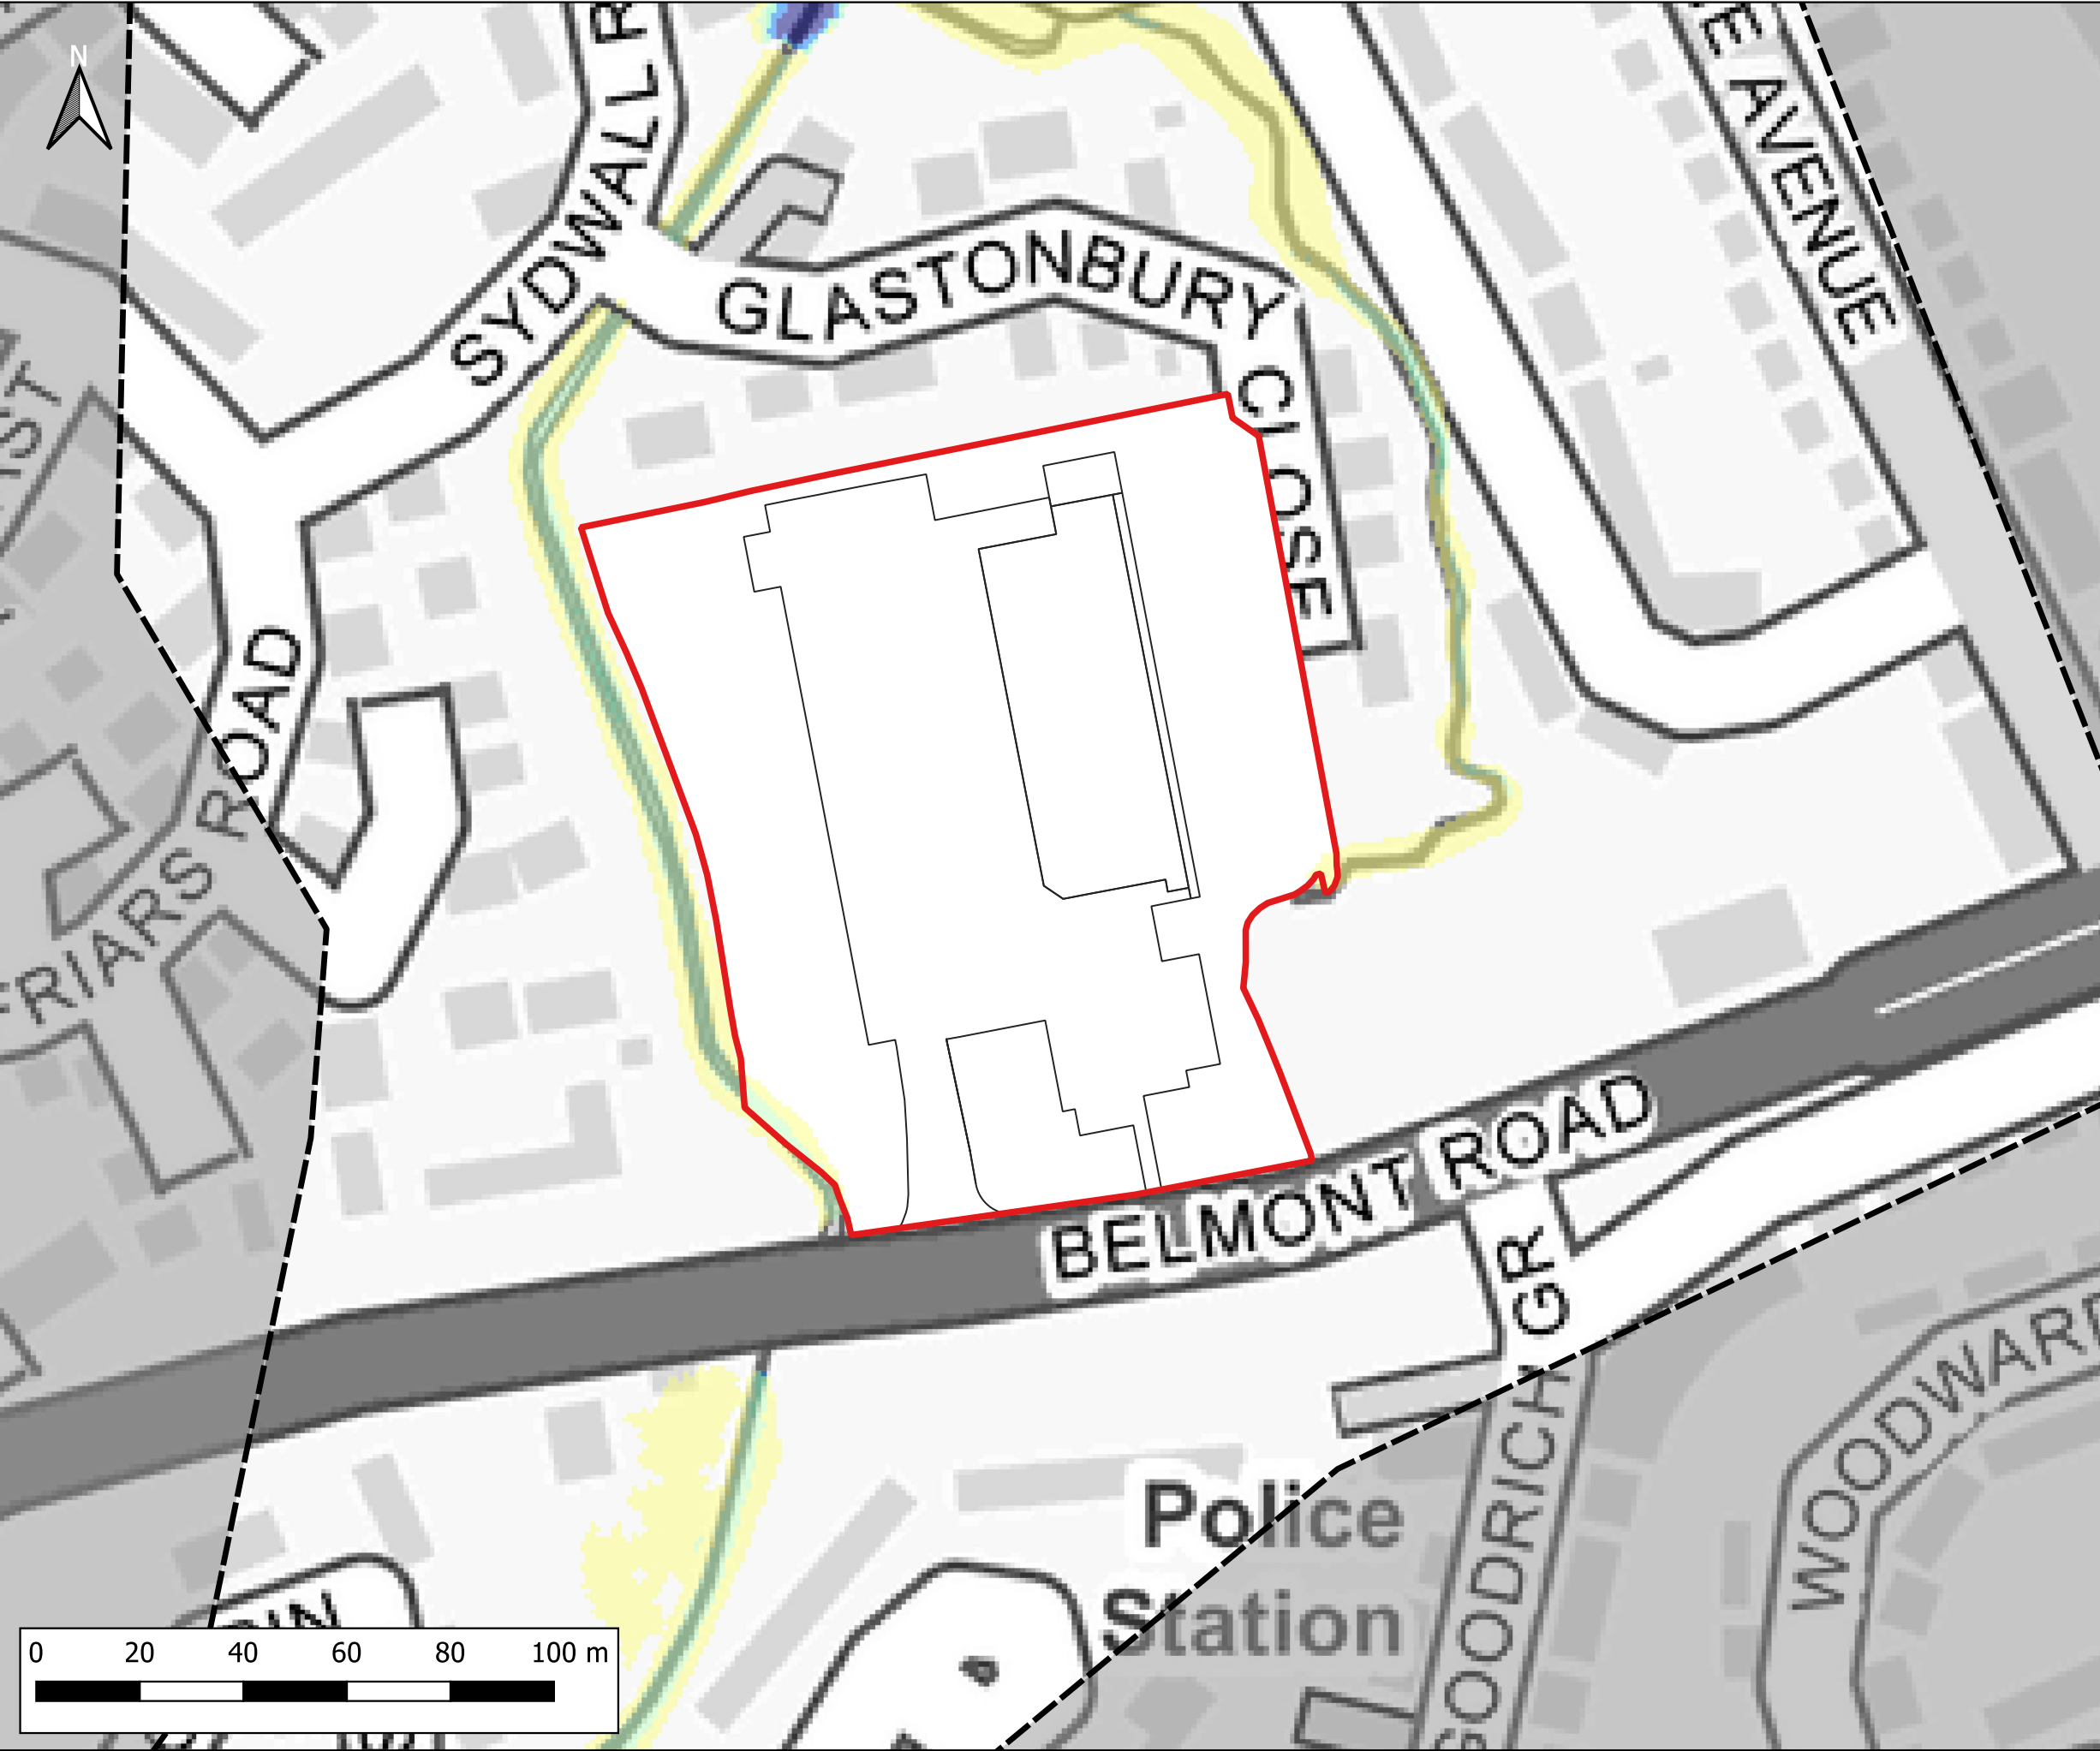 N
SYDWALL R
GLASTONBURY CLOSE
E AVENUE
FRIARS ROAD
BELMONT ROAD
GR
GOODRICH
WOODWARD
Police
Station
0 20 40 60 80 100 m